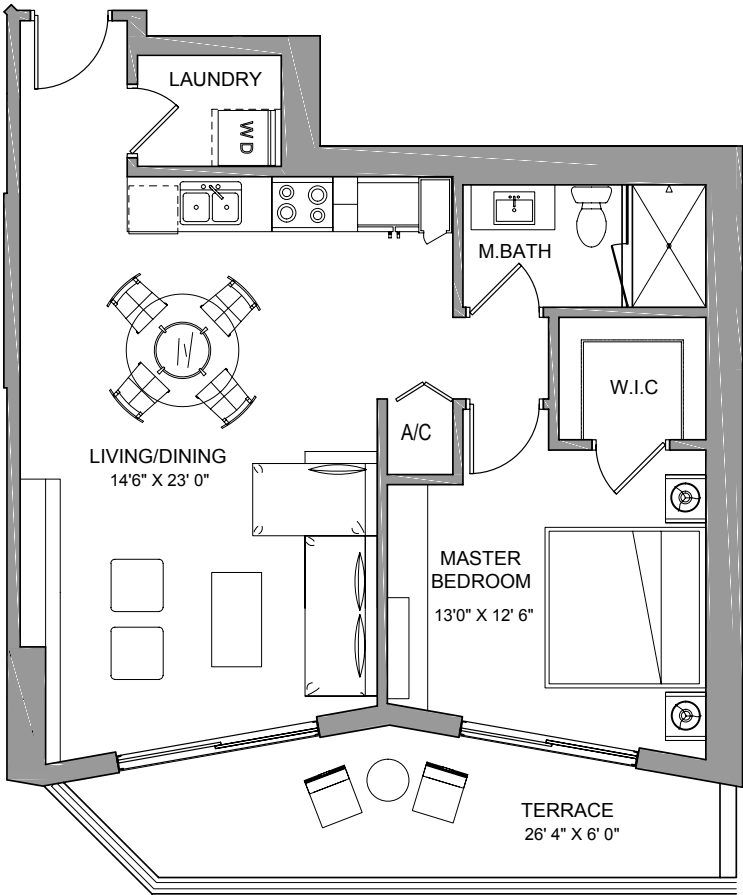 LAUNDRY
W D
M.BATH
W.I.C
A/C
LIVING/DINING
14'6" X 23' 0"
MASTER
BEDROOM
13'0" X 12' 6"
TERRACE
26' 4" X 6' 0"